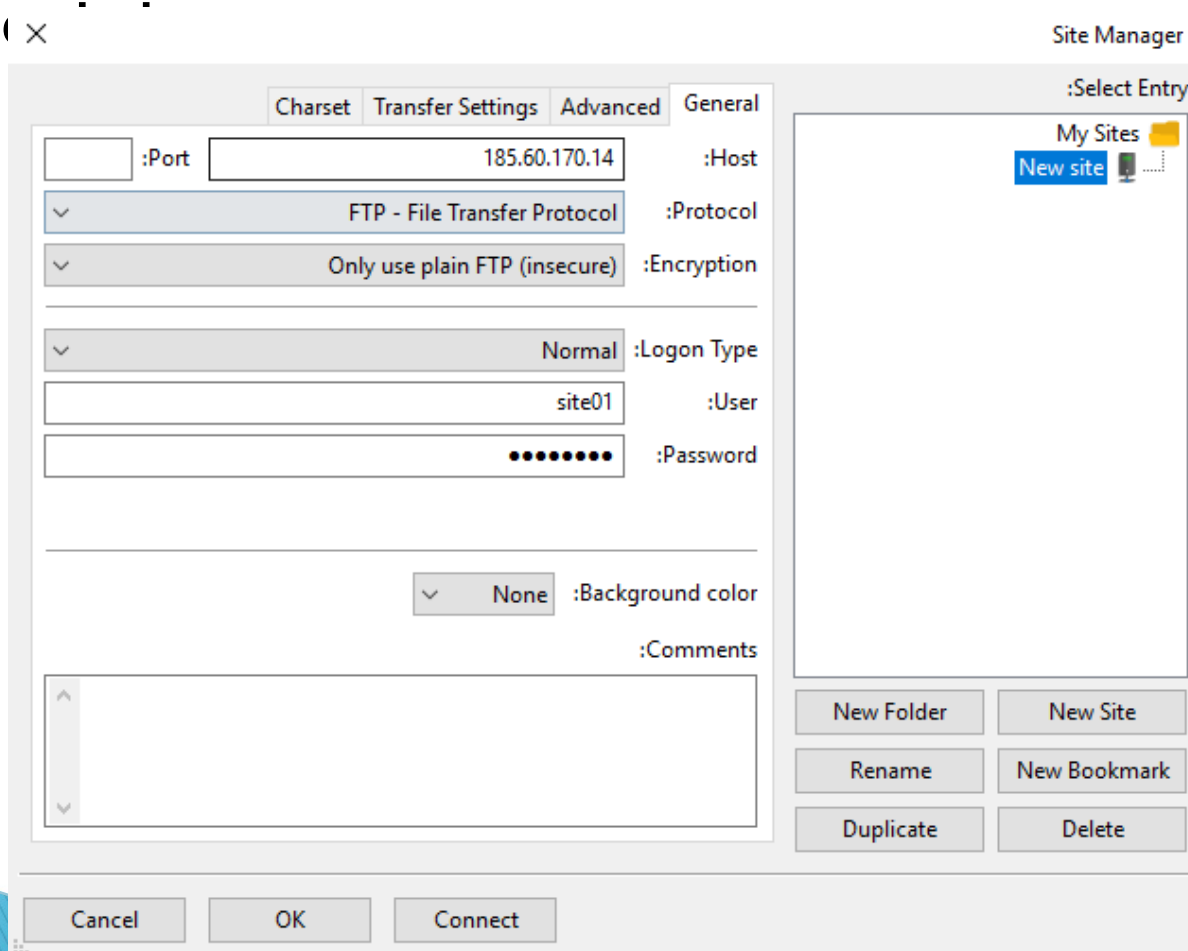 Site Manager
:Select Entry
My Sites
New site
General
Advanced
Transfer Settings
Charset
:Host
185.60.170.14
:Port
:Protocol
FTP - File Transfer Protocol
:Encryption
Only use plain FTP (insecure)
:Logon Type
Normal
:User
site01
:Password
••••••••
:Background color
None
:Comments
New Site
New Folder
New Bookmark
Rename
Delete
Duplicate
Connect
OK
Cancel